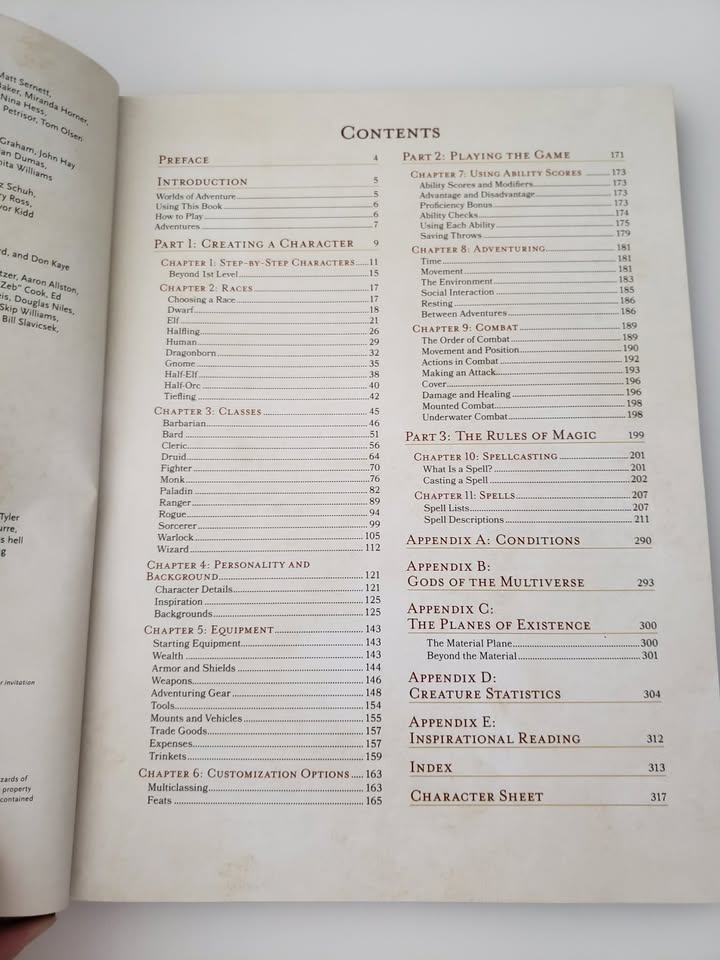 Matt Sernett,
aker, Miranda Horner,
Nina Hess,
Petrisor, Tom Olsen,
Graham, John Hay
an Dumas,
ita Williams
z Schuh,
y Ross,
or Kidd
rd, and Don Kaye
tzer, Aaron Allston,
"Zeb" Cook, Ed
is, Douglas Niles,
Skip Williams,
Bill Slavicsek,
Tyler
urre,
s hell
g
r invitation
zards of
property
contained
CONTENTS
PREFACE 4
INTRODUCTION 5
Worlds of Adventure 5
Using This Book 6
How to Play 6
Adventures 7
PART 1: CREATING A CHARACTER 9
CHAPTER 1: STEP-BY-STEP CHARACTERS 11
Beyond 1st Level 15
CHAPTER 2: RACES 17
Choosing a Race 17
Dwarf 18
Elf 21
Halfling 26
Human 29
Dragonborn 32
Gnome 35
Half-Elf 38
Half-Orc 40
Tiefling 42
CHAPTER 3: CLASSES 45
Barbarian 46
Bard 51
Cleric 56
Druid 64
Fighter 70
Monk 76
Paladin 82
Ranger 89
Rogue 94
Sorcerer 99
Warlock 105
Wizard 112
CHAPTER 4: PERSONALITY AND
BACKGROUND 121
Character Details 121
Inspiration 125
Backgrounds 125
CHAPTER 5: EQUIPMENT 143
Starting Equipment 143
Wealth 143
Armor and Shields 144
Weapons 146
Adventuring Gear 148
Tools 154
Mounts and Vehicles 155
Trade Goods 157
Expenses 157
Trinkets 159
CHAPTER 6: CUSTOMIZATION OPTIONS 163
Multiclassing 163
Feats 165
PART 2: PLAYING THE GAME 171
CHAPTER 7: USING ABILITY SCORES 173
Ability Scores and Modifiers 173
Advantage and Disadvantage 173
Proficiency Bonus 173
Ability Checks 174
Using Each Ability 175
Saving Throws 179
CHAPTER 8: ADVENTURING 181
Time 181
Movement 181
The Environment 183
Social Interaction 185
Resting 186
Between Adventures 186
CHAPTER 9: COMBAT 189
The Order of Combat 189
Movement and Position 190
Actions in Combat 192
Making an Attack 193
Cover 196
Damage and Healing 196
Mounted Combat 198
Underwater Combat 198
PART 3: THE RULES OF MAGIC 199
CHAPTER 10: SPELLCASTING 201
What Is a Spell? 201
Casting a Spell 202
CHAPTER 11: SPELLS 207
Spell Lists 207
Spell Descriptions 211
APPENDIX A: CONDITIONS 290
APPENDIX B:
GODS OF THE MULTIVERSE 293
APPENDIX C:
THE PLANES OF EXISTENCE 300
The Material Plane 300
Beyond the Material 301
APPENDIX D:
CREATURE STATISTICS 304
APPENDIX E:
INSPIRATIONAL READING 312
INDEX 313
CHARACTER SHEET 317